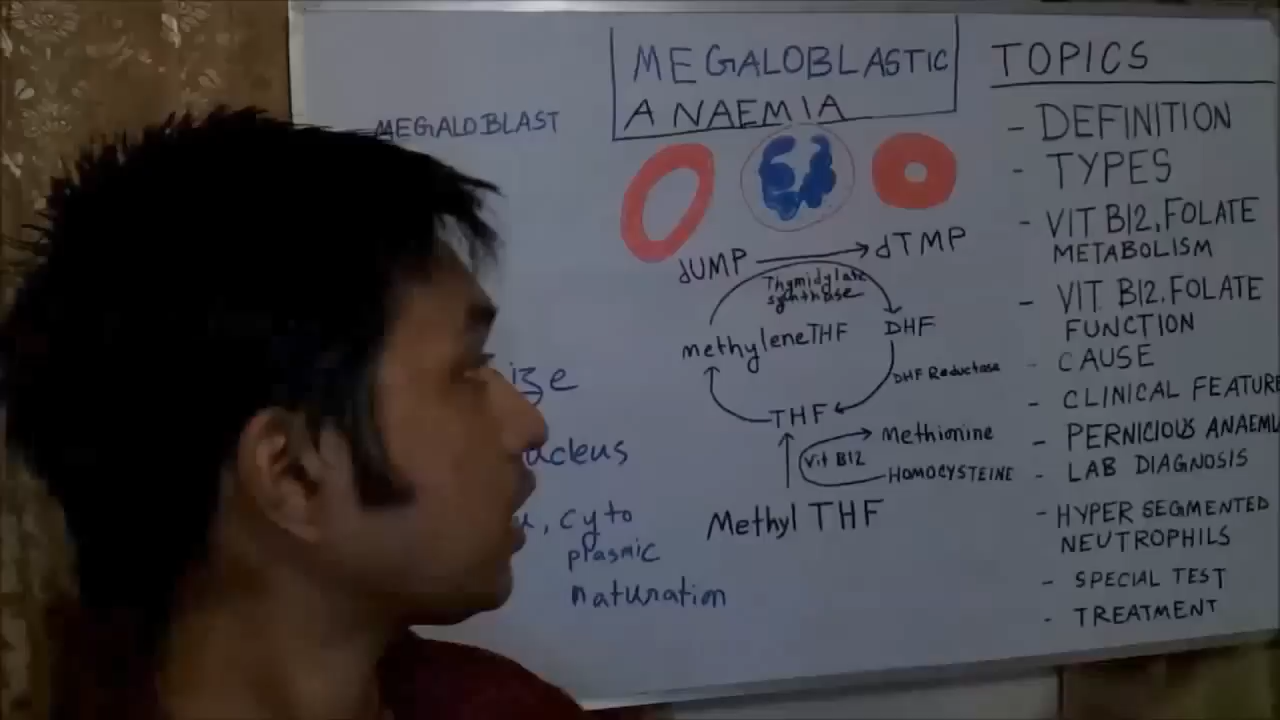 MEGALOBLASTIC
ANAEMIA
MEGALOBLAST
ize
ucleus
, cyto
plasmic
maturation
dUMP
dTMP
Thymidylate
synthase
methyleneTHF
DHF
DHF Reductase
THF
Methionine
Vit B12
HOMOCYSTEINE
Methyl THF
TOPICS
- DEFINITION
- TYPES
- VIT B12, FOLATE
METABOLISM
- VIT B12, FOLATE
FUNCTION
- CAUSE
- CLINICAL FEATURE
- PERNICIOUS ANAEMI
- LAB DIAGNOSIS
- HYPER SEGMENTED
NEUTROPHILS
- SPECIAL TEST
- TREATMENT